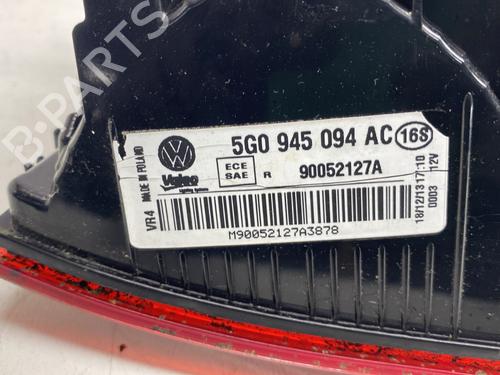 B-PARTS
5G0 945 094 AC 16S
ECE
SAE
R 90052127A
Valeo
M90052127A3878
VR4 MADE IN POLAND
18/12/13 17:10
0003 12V